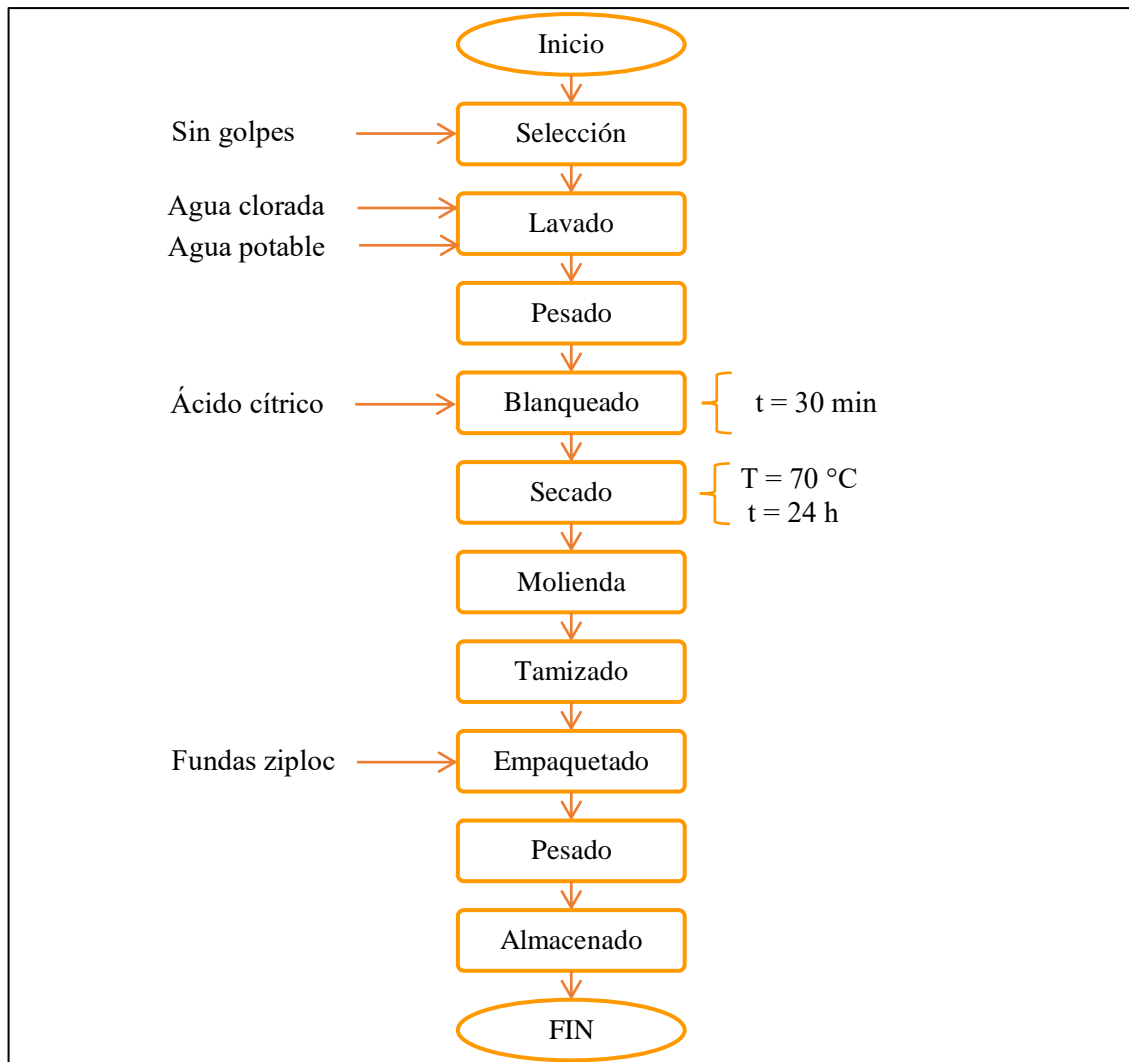 Inicio
Sin golpes
Selección
Agua clorada
Lavado
Agua potable
Pesado
Ácido cítrico
Blanqueado
t = 30 min
Secado
T = 70 °C
t = 24 h
Molienda
Tamizado
Fundas ziploc
Empaquetado
Pesado
Almacenado
FIN